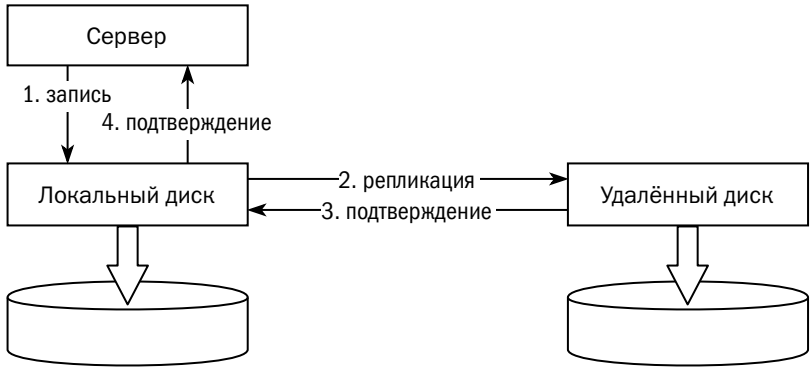 Сервер
1. запись
4. подтверждение
Локальный диск
2. репликация
Удалённый диск
3. подтверждение